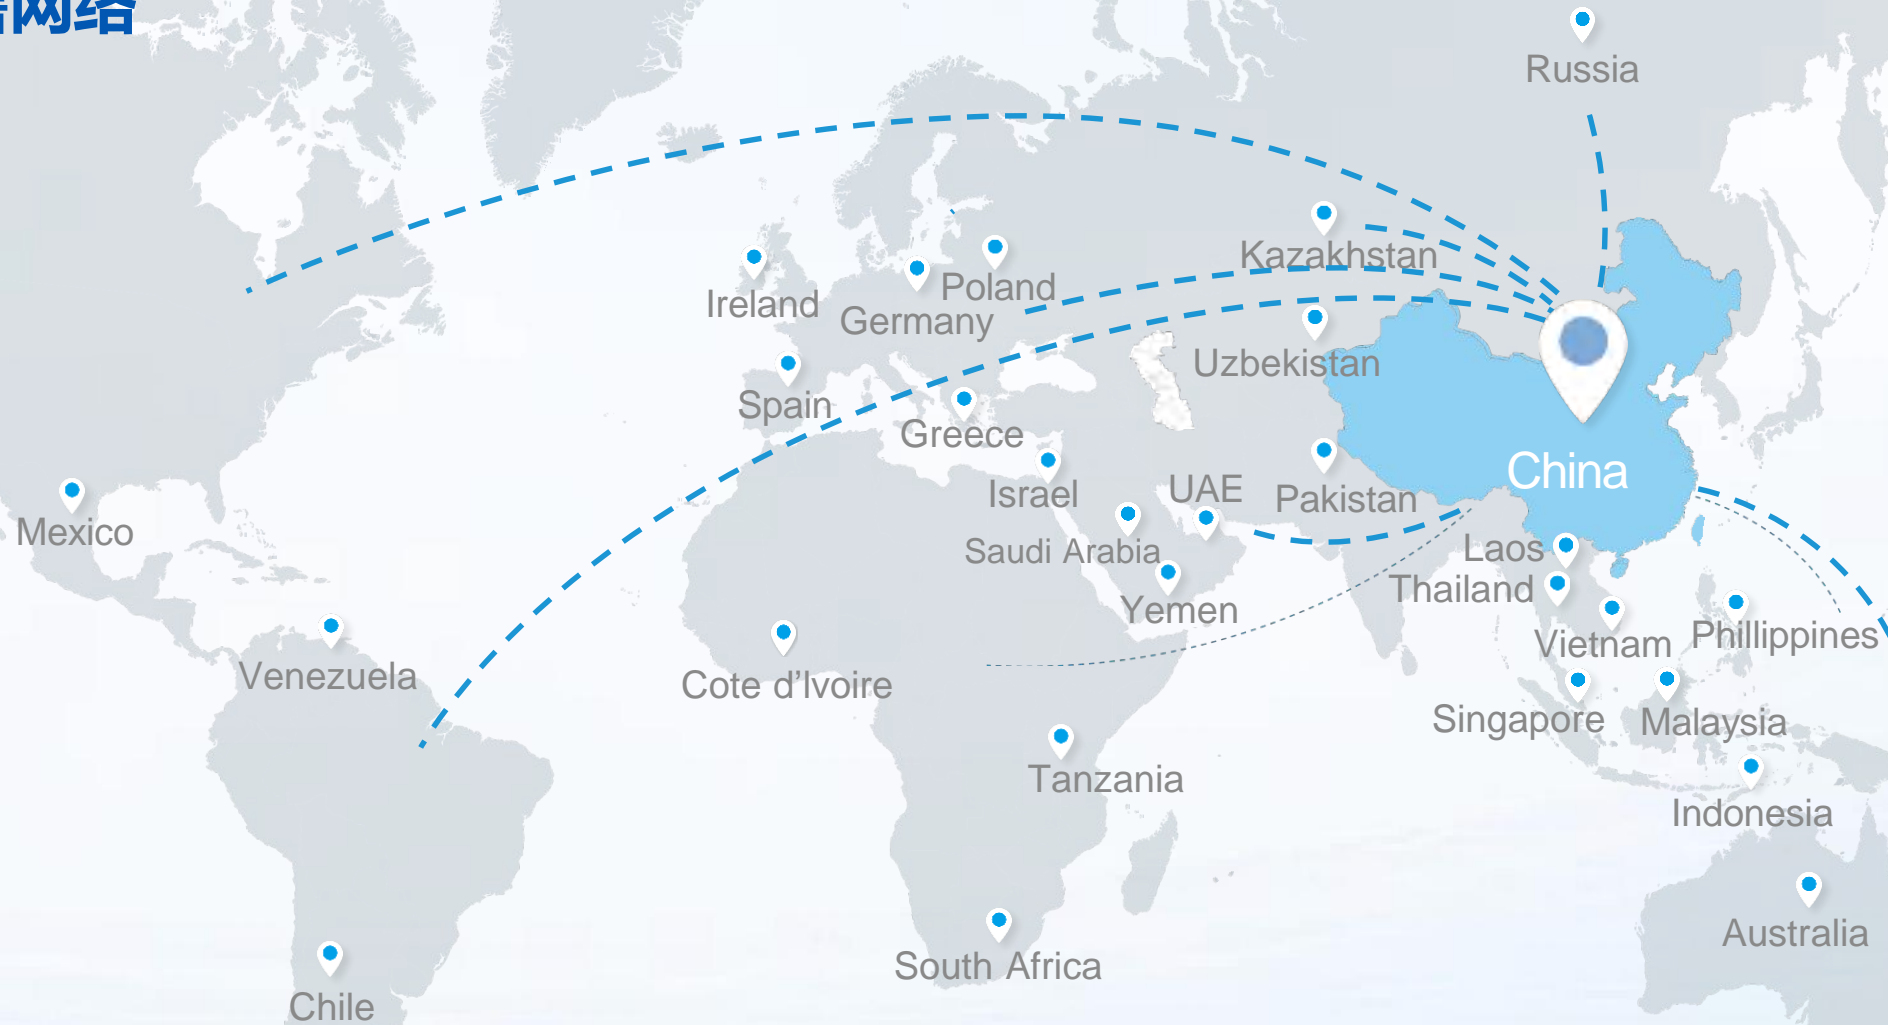 网络
Russia
Kazakhstan
Ireland
Poland
Germany
Uzbekistan
Spain
Greece
China
Israel
UAE
Pakistan
Mexico
Saudi Arabia
Laos
Thailand
Yemen
Vietnam
Phillippines
Venezuela
Cote d'Ivoire
Singapore
Malaysia
Tanzania
Indonesia
Australia
South Africa
Chile